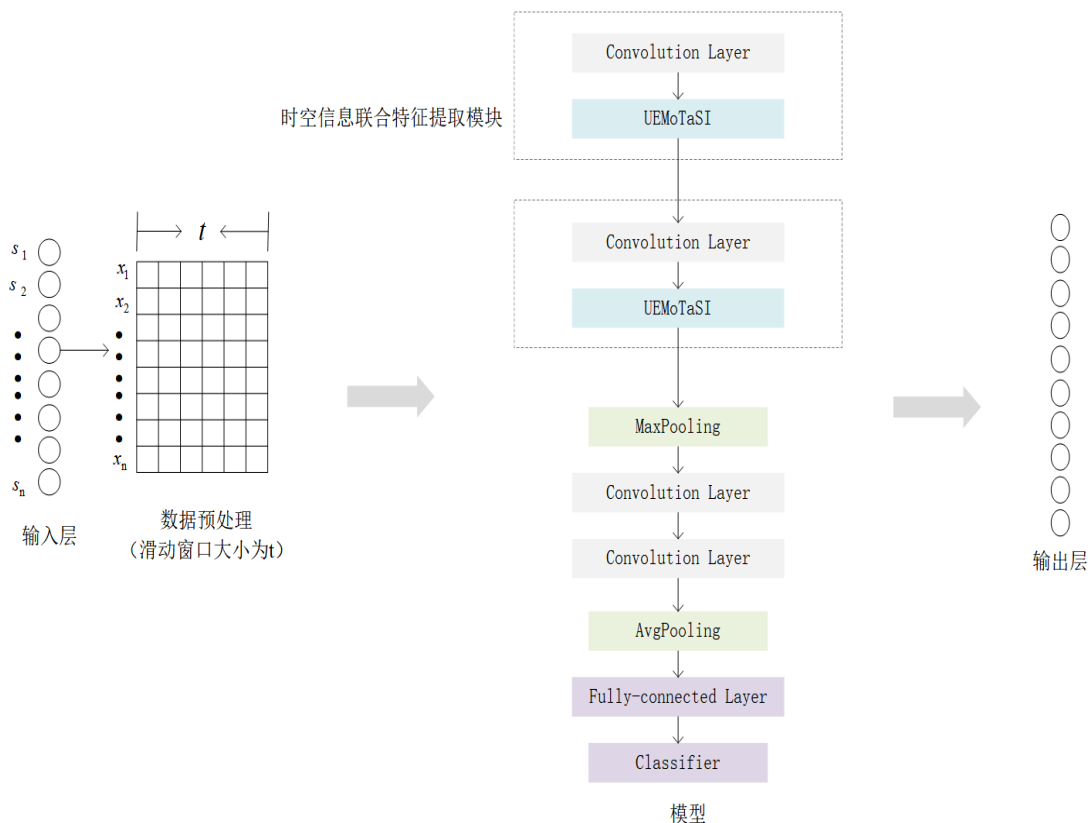 s1
s2
sn
输入层
t
x1
x2
xn
数据预处理
（滑动窗口大小为t）
时空信息联合特征提取模块
Convolution Layer
UEMoTaSI
Convolution Layer
UEMoTaSI
MaxPooling
Convolution Layer
Convolution Layer
AvgPooling
Fully-connected Layer
Classifier
模型
输出层